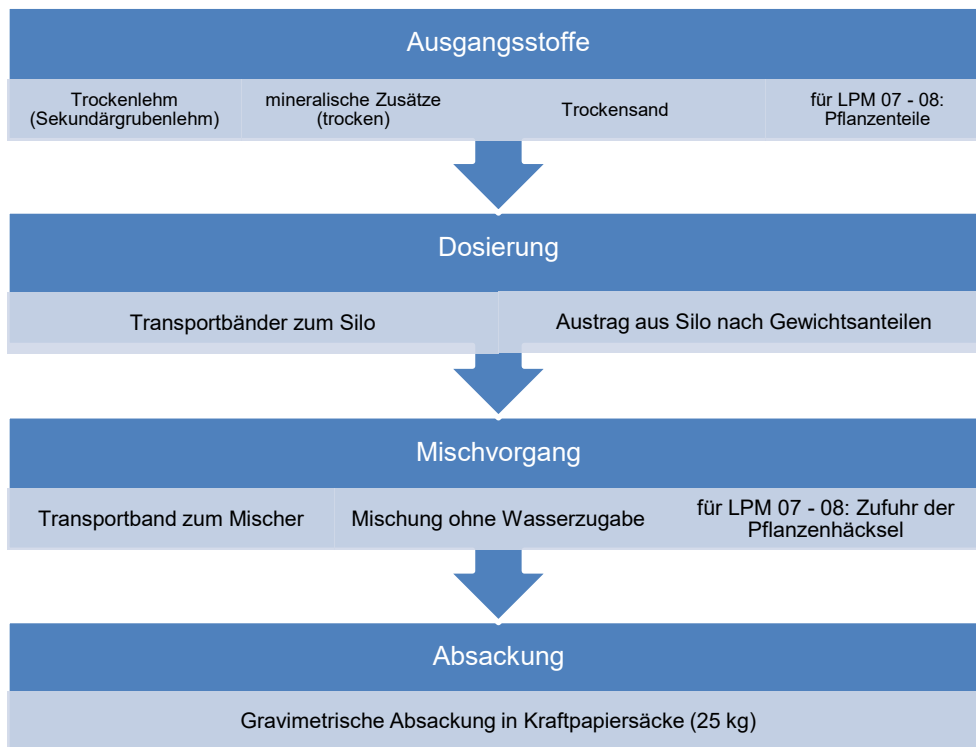 Ausgangsstoffe
Trockenlehm
(Sekundärgrubenlehm)
mineralische Zusätze
(trocken)
Trockensand
für LPM 07 - 08:
Pflanzenteile
Dosierung
Transportbänder zum Silo
Austrag aus Silo nach Gewichtsanteilen
Mischvorgang
Transportband zum Mischer
Mischung ohne Wasserzugabe
für LPM 07 - 08: Zufuhr der
Pflanzenhäcksel
Absackung
Gravimetrische Absackung in Kraftpapiersäcke (25 kg)